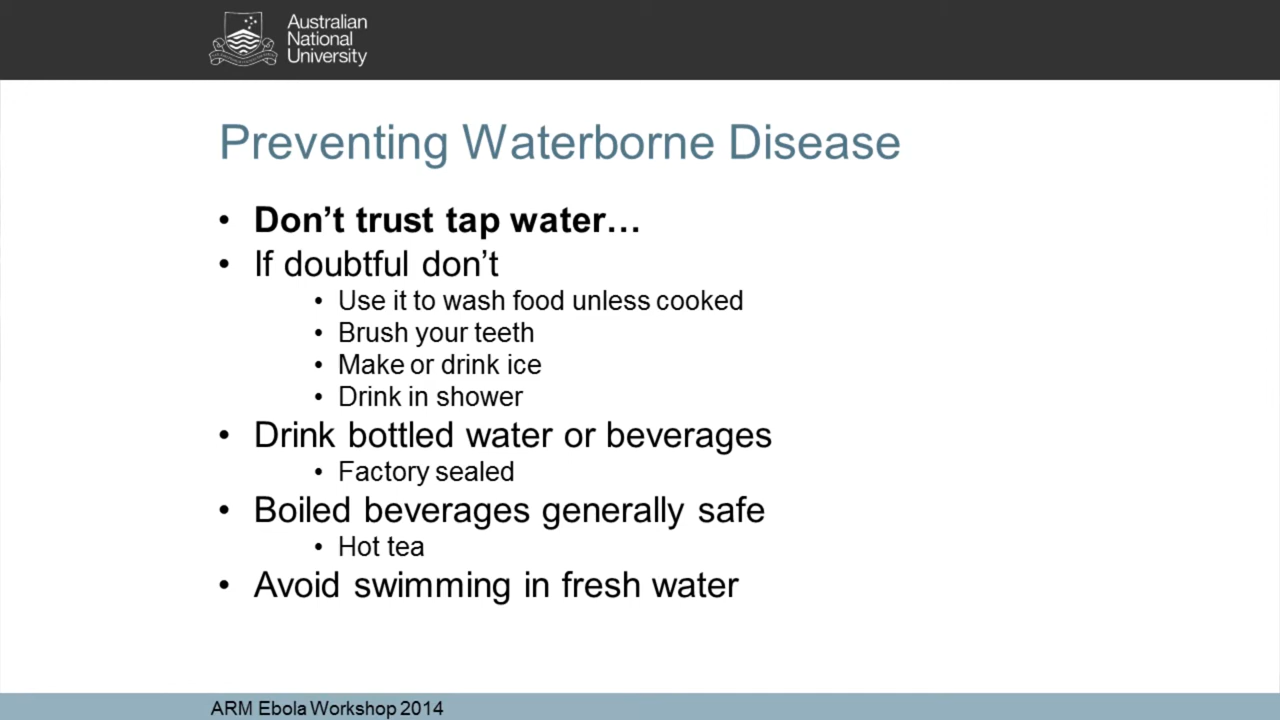 Australian
National
University
Preventing Waterborne Disease
• Don’t trust tap water…
• If doubtful don’t
• Use it to wash food unless cooked
• Brush your teeth
• Make or drink ice
• Drink in shower
• Drink bottled water or beverages
• Factory sealed
• Boiled beverages generally safe
• Hot tea
• Avoid swimming in fresh water
ARM Ebola Workshop 2014